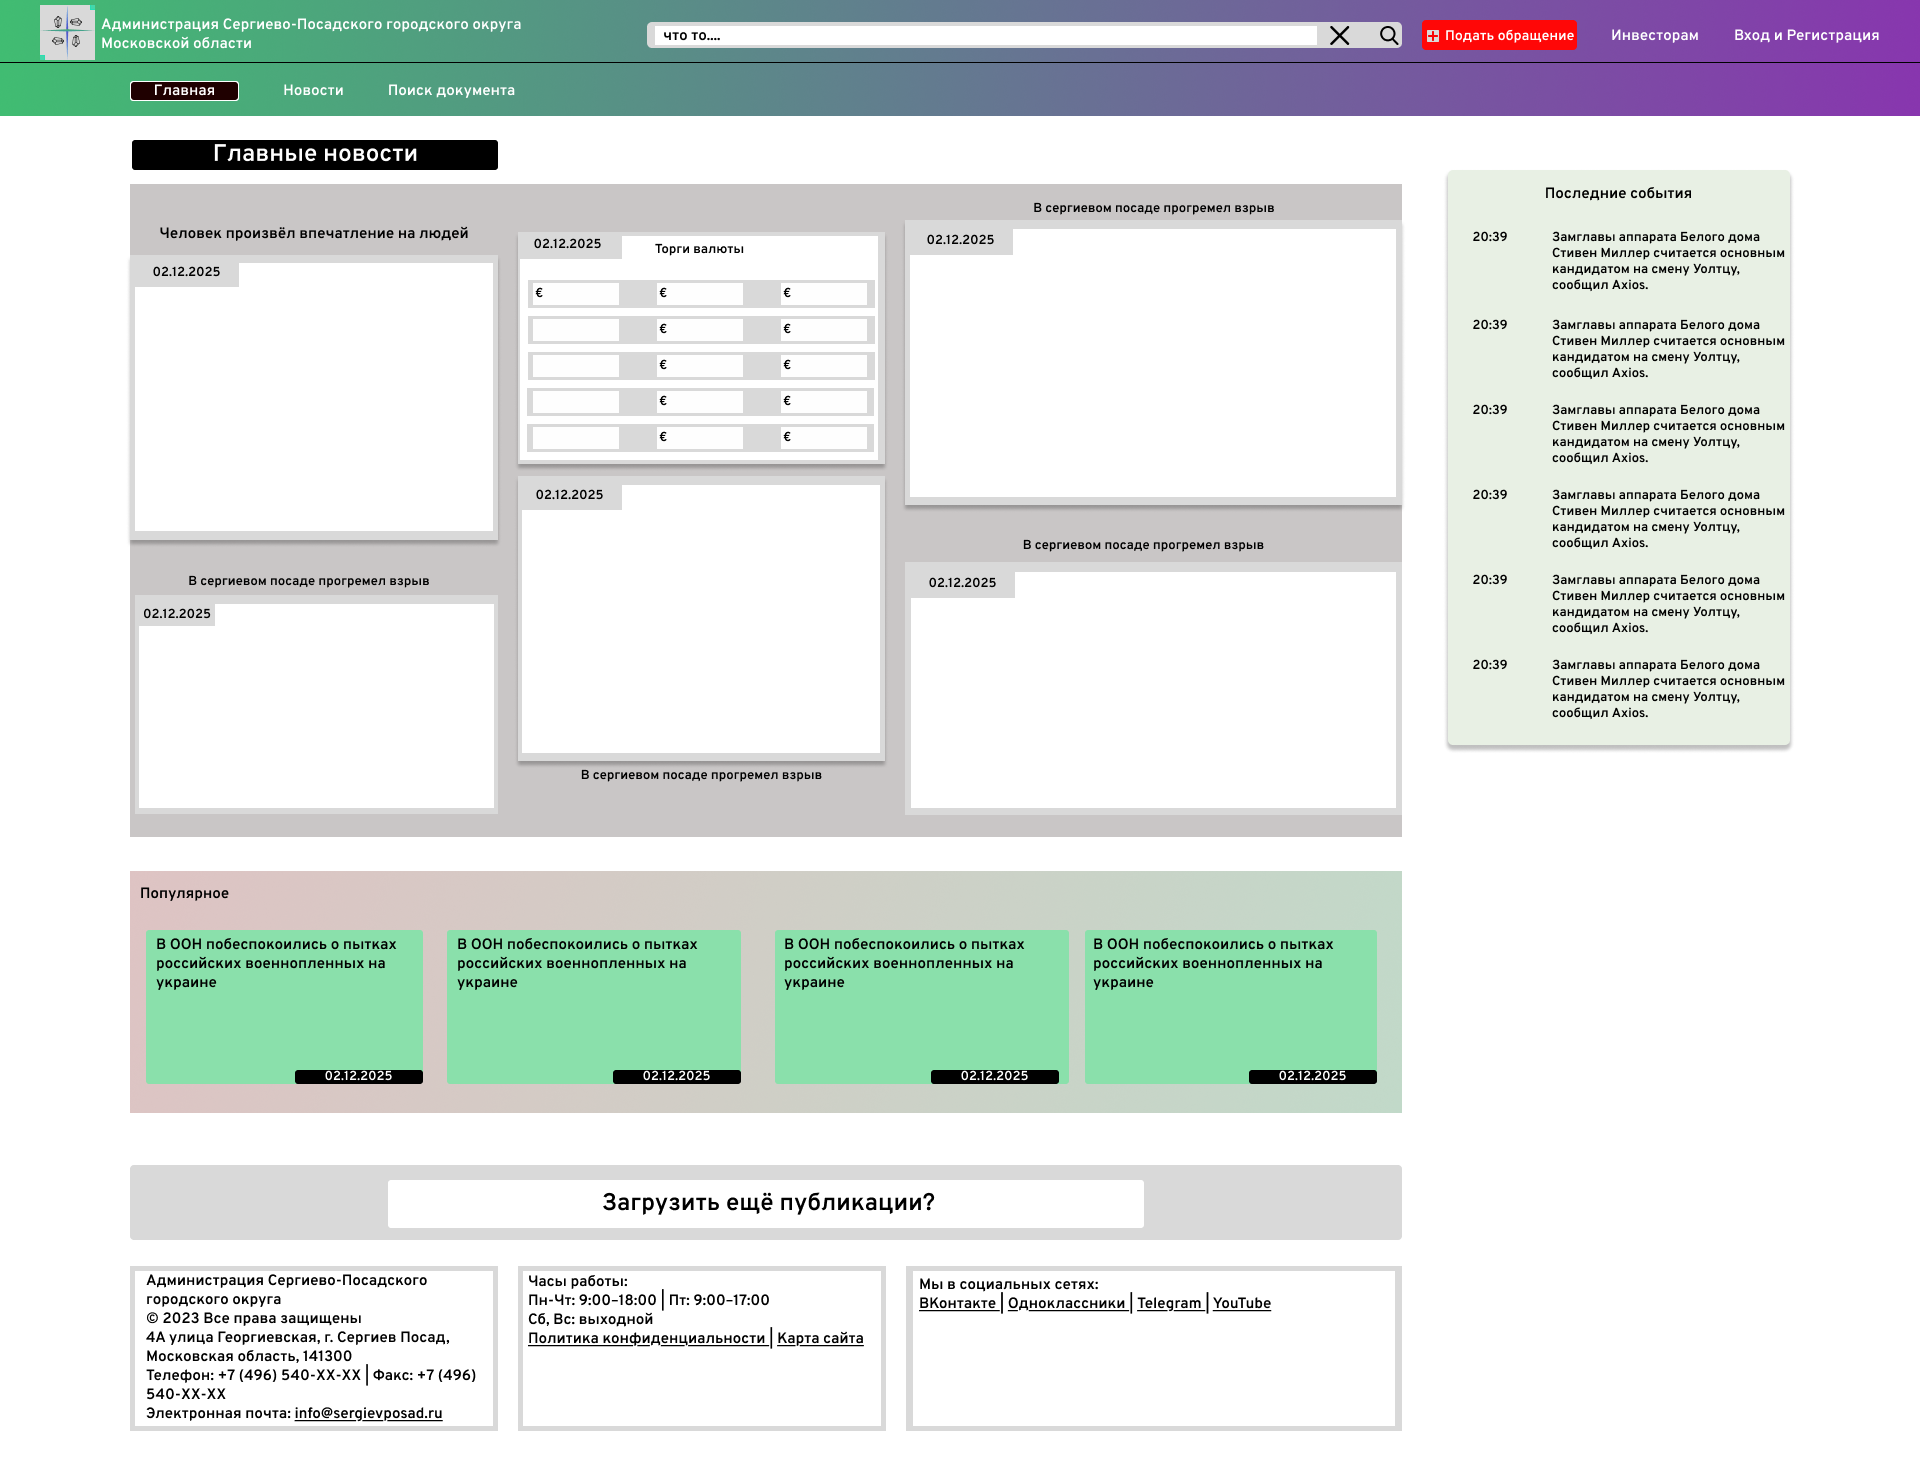 Администрация Сергиево-Посадского городского округа
Московской области
что то....
Подать обращение
Инвесторам
Вход и Регистрация
Главная
Новости
Поиск документа
Главные новости
Человек произвёл впечатление на людей
02.12.2025
В сергиевом посаде прогремел взрыв
02.12.2025
02.12.2025
Торги валюты
€ € €
€ €
€ €
€ €
€ €
02.12.2025
В сергиевом посаде прогремел взрыв
В сергиевом посаде прогремел взрыв
02.12.2025
В сергиевом посаде прогремел взрыв
02.12.2025
Последние события
20:39
Замглавы аппарата Белого дома
Стивен Миллер считается основным
кандидатом на смену Уолтцу,
сообщил Axios.
20:39
Замглавы аппарата Белого дома
Стивен Миллер считается основным
кандидатом на смену Уолтцу,
сообщил Axios.
20:39
Замглавы аппарата Белого дома
Стивен Миллер считается основным
кандидатом на смену Уолтцу,
сообщил Axios.
20:39
Замглавы аппарата Белого дома
Стивен Миллер считается основным
кандидатом на смену Уолтцу,
сообщил Axios.
20:39
Замглавы аппарата Белого дома
Стивен Миллер считается основным
кандидатом на смену Уолтцу,
сообщил Axios.
20:39
Замглавы аппарата Белого дома
Стивен Миллер считается основным
кандидатом на смену Уолтцу,
сообщил Axios.
Популярное
В ООН побеспокоились о пытках
российских военнопленных на
украине
02.12.2025
В ООН побеспокоились о пытках
российских военнопленных на
украине
02.12.2025
В ООН побеспокоились о пытках
российских военнопленных на
украине
02.12.2025
В ООН побеспокоились о пытках
российских военнопленных на
украине
02.12.2025
Загрузить ещё публикации?
Администрация Сергиево-Посадского
городского округа
© 2023 Все права защищены
4А улица Георгиевская, г. Сергиев Посад,
Московская область, 141300
Телефон: +7 (496) 540-XX-XX | Факс: +7 (496)
540-XX-XX
Электронная почта: info@sergievposad.ru
Часы работы:
Пн-Чт: 9:00–18:00 | Пт: 9:00–17:00
Сб, Вс: выходной
Политика конфиденциальности | Карта сайта
Мы в социальных сетях:
ВКонтакте | Одноклассники | Telegram | YouTube